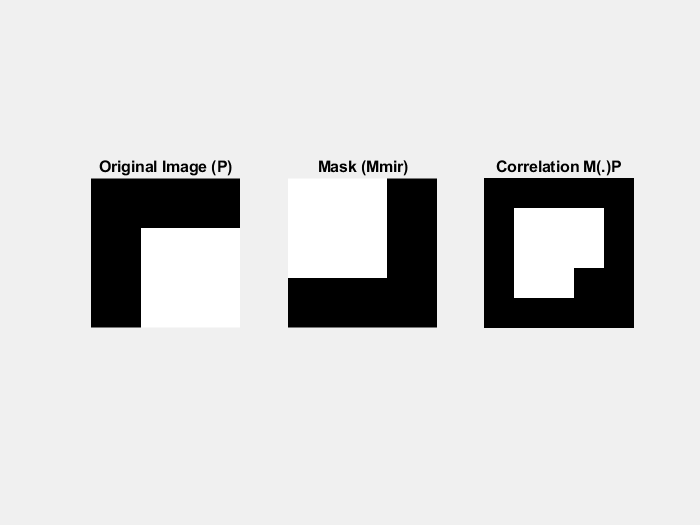 Original Image (P)
Mask (Mmir)
Correlation M(.)P